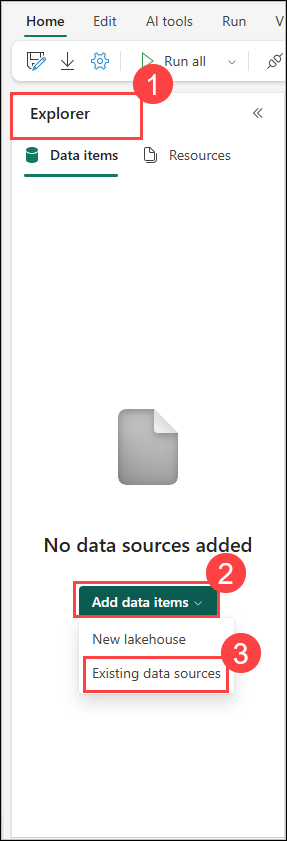 Home Edit AI tools Run V
Run all
1
Explorer
Data items Resources
No data sources added
2
Add data items
New lakehouse
3
Existing data sources